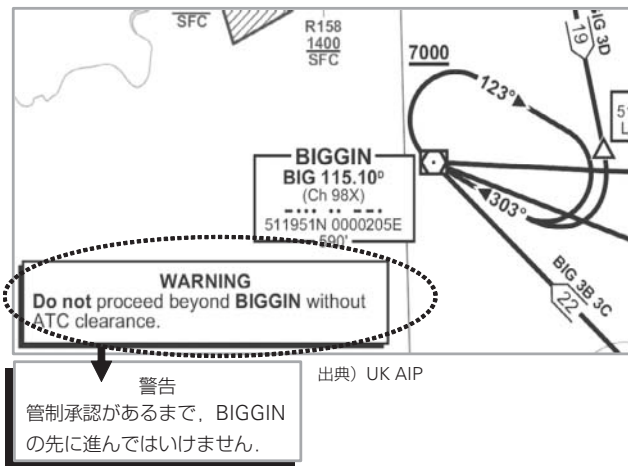 SFC
R158
1400
SFC
7000
BIG 3D
19
123°
51
L
BIGGIN
BIG 115.10ᴰ
(Ch 98X)
511951N 0000205E
590'
303°
BIG 3B 3C
22
WARNING
Do not proceed beyond BIGGIN without
ATC clearance.
出典）UK AIP
警告
管制承認があるまで，BIGGIN
の先に進んではいけません．